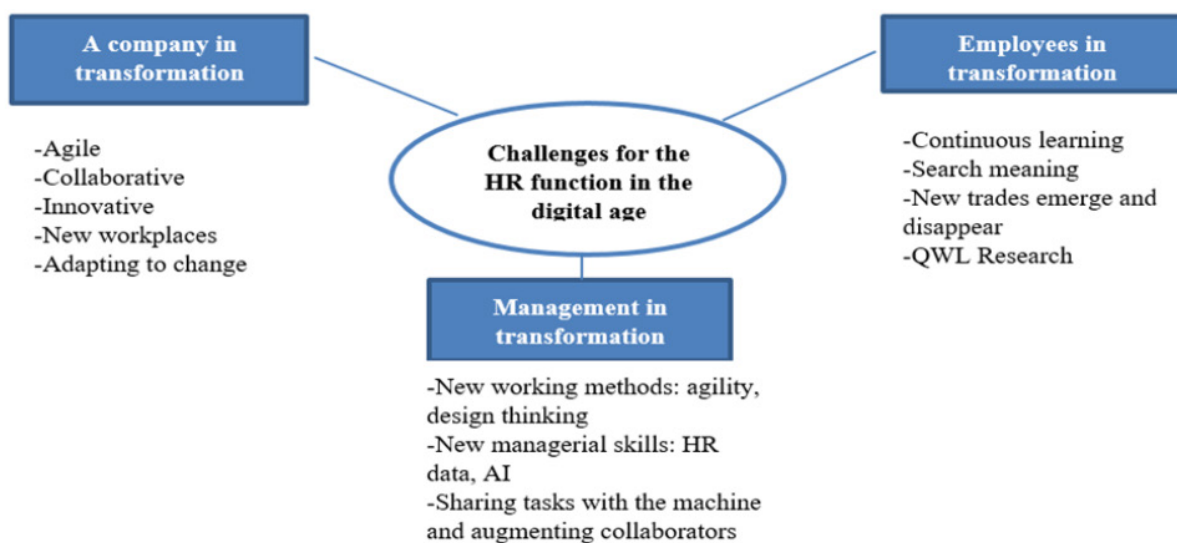 A company in
transformation
-Agile
-Collaborative
-Innovative
-New workplaces
-Adapting to change
Challenges for the
HR function in the
digital age
Employees in
transformation
-Continuous learning
-Search meaning
-New trades emerge and
disappear
-QWL Research
Management in
transformation
-New working methods: agility,
design thinking
-New managerial skills: HR
data, AI
-Sharing tasks with the machine
and augmenting collaborators